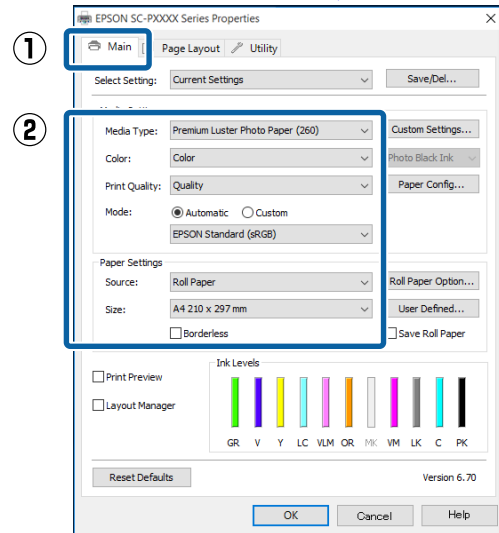 EPSON SC-PXXXX Series Properties
1
Main
Page Layout
Utility
Select Setting:
Current Settings
Save/Del...
2
Media Type:
Premium Luster Photo Paper (260)
Custom Settings...
Color:
Color
Photo Black Ink
Print Quality:
Quality
Paper Config...
Mode:
Automatic
Custom
EPSON Standard (sRGB)
Paper Settings
Source:
Roll Paper
Roll Paper Option...
Size:
A4 210 x 297 mm
User Defined...
Borderless
Save Roll Paper
Ink Levels
Print Preview
Layout Manager
GR V Y LC VLM OR MK VM LK C PK
Reset Defaults
Version 6.70
OK
Cancel
Help